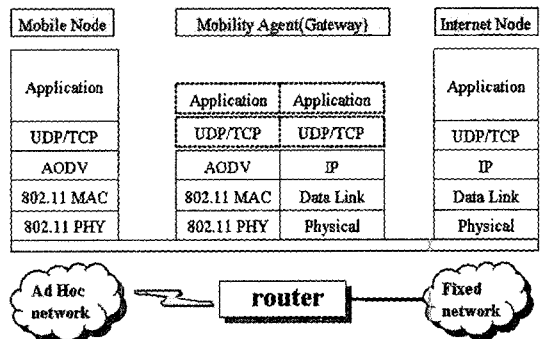 Mobile Node Mobility Agent(Gateway) Internet Node
Application Application Application Application
UDP/TCP UDP/TCP UDP/TCP UDP/TCP
AODV AODV IP IP
802.11 MAC 802.11 MAC Data Link Data Link
802.11 PHY 802.11 PHY Physical Physical
Ad Hoc network
router
Fixed network